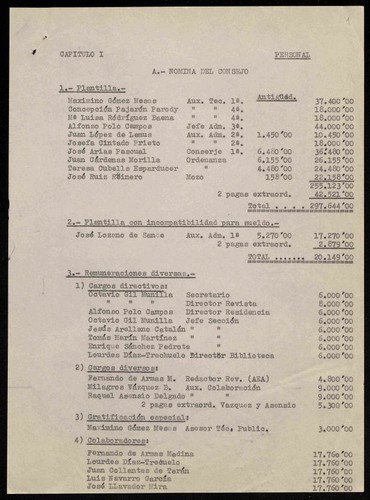 CAPITULO I PERSONAL
A.- NOMINA DEL CONSEJO
1.- Plantilla.-
Antigüed.
Maximino Gómez Mesas Aux. Tec. 1ª. 37.400'00
Concepción Pajarón Parody " " 4ª. 18.000'00
Mª Luisa Rodríguez Baena " " 4ª. 18.000'00
Alfonso Polo Campos Jefe Adm. 3ª. 44.000'00
Juan López de Lemus Aux. Adm. 2ª. 1.450'00 10.450'00
Josefa Cintado Prieto " " 2ª. 18.000'00
José Arias Pascual Conserje 1ª. 6.480'00 36.480'00
Juan Cárdenas Morilla Ordenanza 6.155'00 26.155'00
Teresa Cubells Esparducer " 4.480'00 24.480'00
José Ruiz Reinero Mozo 158'00 22.158'00
255.123'00
2 pagas extraord. 42.521'00
Total . . . . 297.644'00
2.- Plantilla con incompatibilidad para sueldo.-
José Lozano de Sande Aux. Adm. 1ª 5.270'00 17.270'00
2 pagas extraord. 2.879'00
TOTAL ....... 20.149'00
3.- Remuneraciones diversas.-
1) Cargos directivos:
Octavio Gil Munilla Secretario 6.000'00
" " " Director Revista 8.000'00
Alfonso Polo Campos Director Residencia 6.000'00
Octavio Gil Munilla Jefe Sección 6.000'00
Jesús Arellano Catalán " " 6.000'00
Tomás Marín Martínez " " 6.000'00
Enrique Sánchez Pedrote " " 6.000'00
Lourdes Díaz-Trechuelo Director Biblioteca 6.000'00
2) Cargos diversos:
Fernando de Armas M. Redactor Rev. (AEA) 4.800'00
Milagros Vázquez B. Aux. Colaboración 9.000'00
Raquel Asensio Delgado " " 9.000'00
2 pagas extraord. Vazquez y Asensio 5.300'00
3) Gratificación especial:
Maximino Gómez Mesas Asesor Téc. Public. 3.000'00
4) Colaboradores:
Fernando de Armas Medina 17.760'00
Lourdes Díaz-Trechuelo 17.760'00
Juan Collantes de Terán 17.760'00
Luis Navarro García 17.760'00
José Llavador Mira 17.760'00